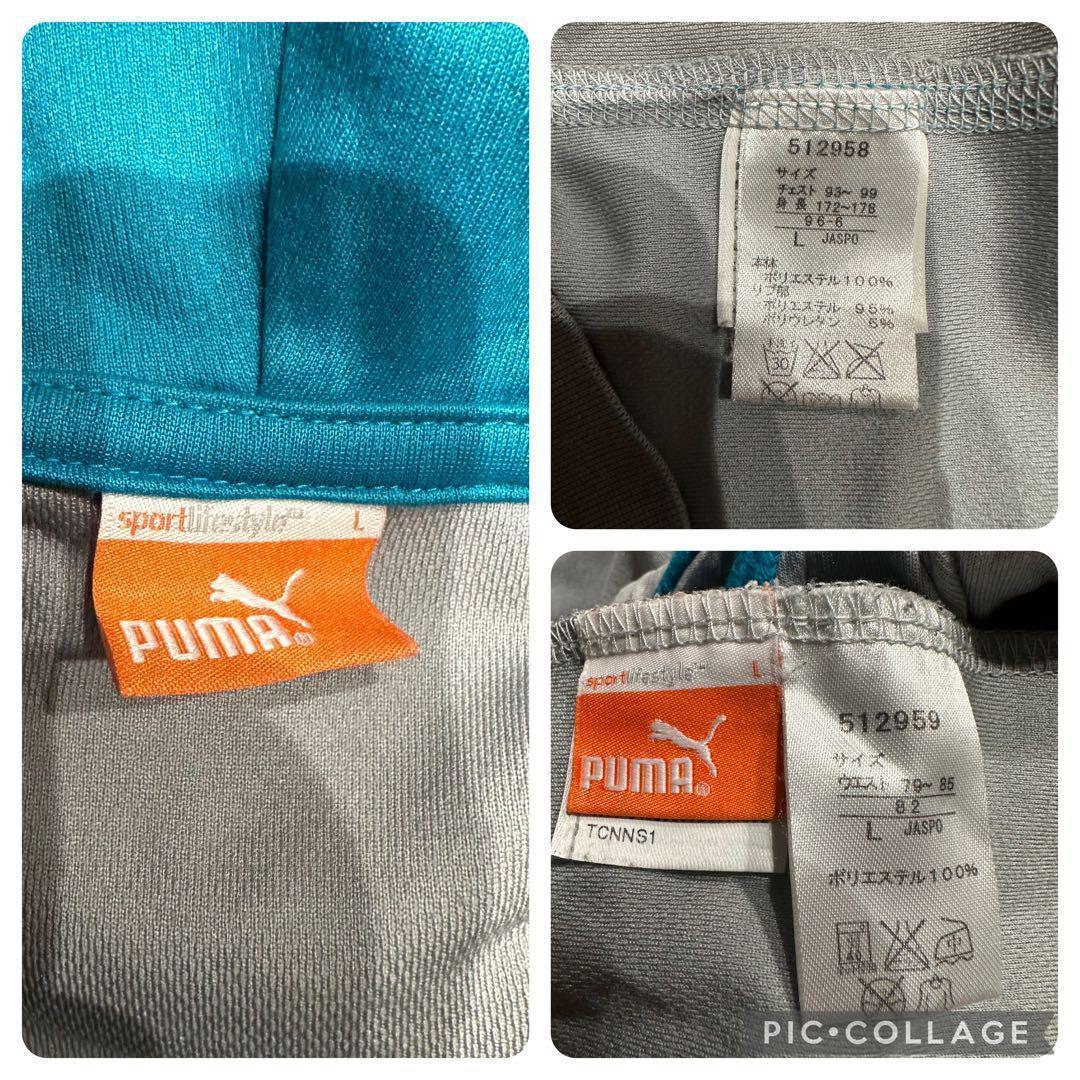 sportlifestyle™ L
PUMA®
512958
サイズ
チェスト 93～ 99
身長 172～178
96-6
L JASPO
本体
ポリエステル100%
リブ部
ポリエステル 95%
ポリウレタン 5%
30
sportlifestyle™ L
PUMA®
TCNNS1
512959
サイズ
ウエスト 79～ 85
82
L JASPO
ポリエステル100%
40
中
PIC•COLLAGE